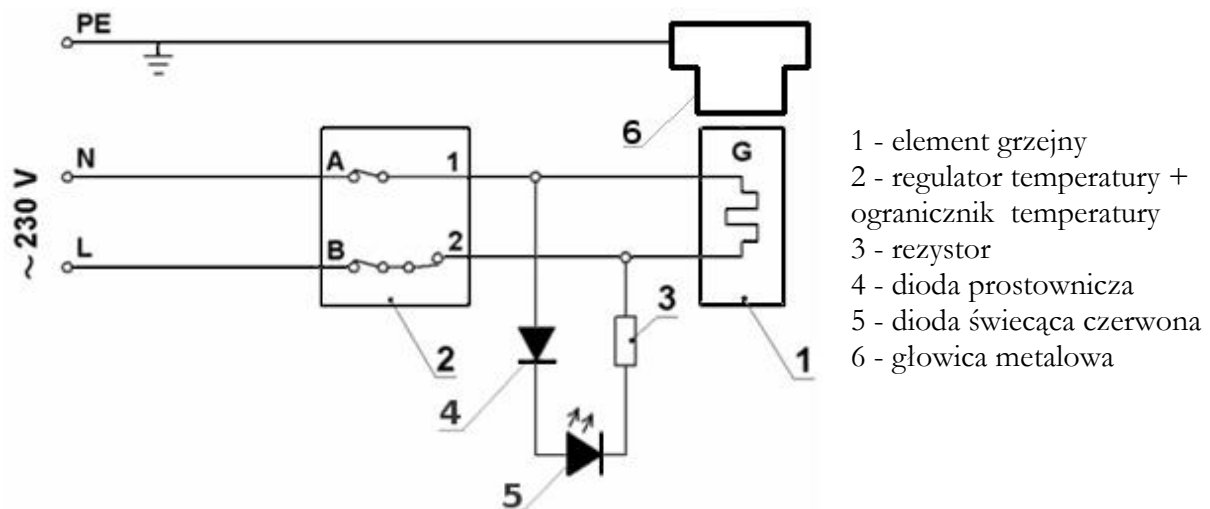 PE
6
N
A
1
G
~ 230 V
L
B
2
2
3
1
4
5
1 - element grzejny
2 - regulator temperatury +
ogranicznik temperatury
3 - rezystor
4 - dioda prostownicza
5 - dioda świecąca czerwona
6 - głowica metalowa